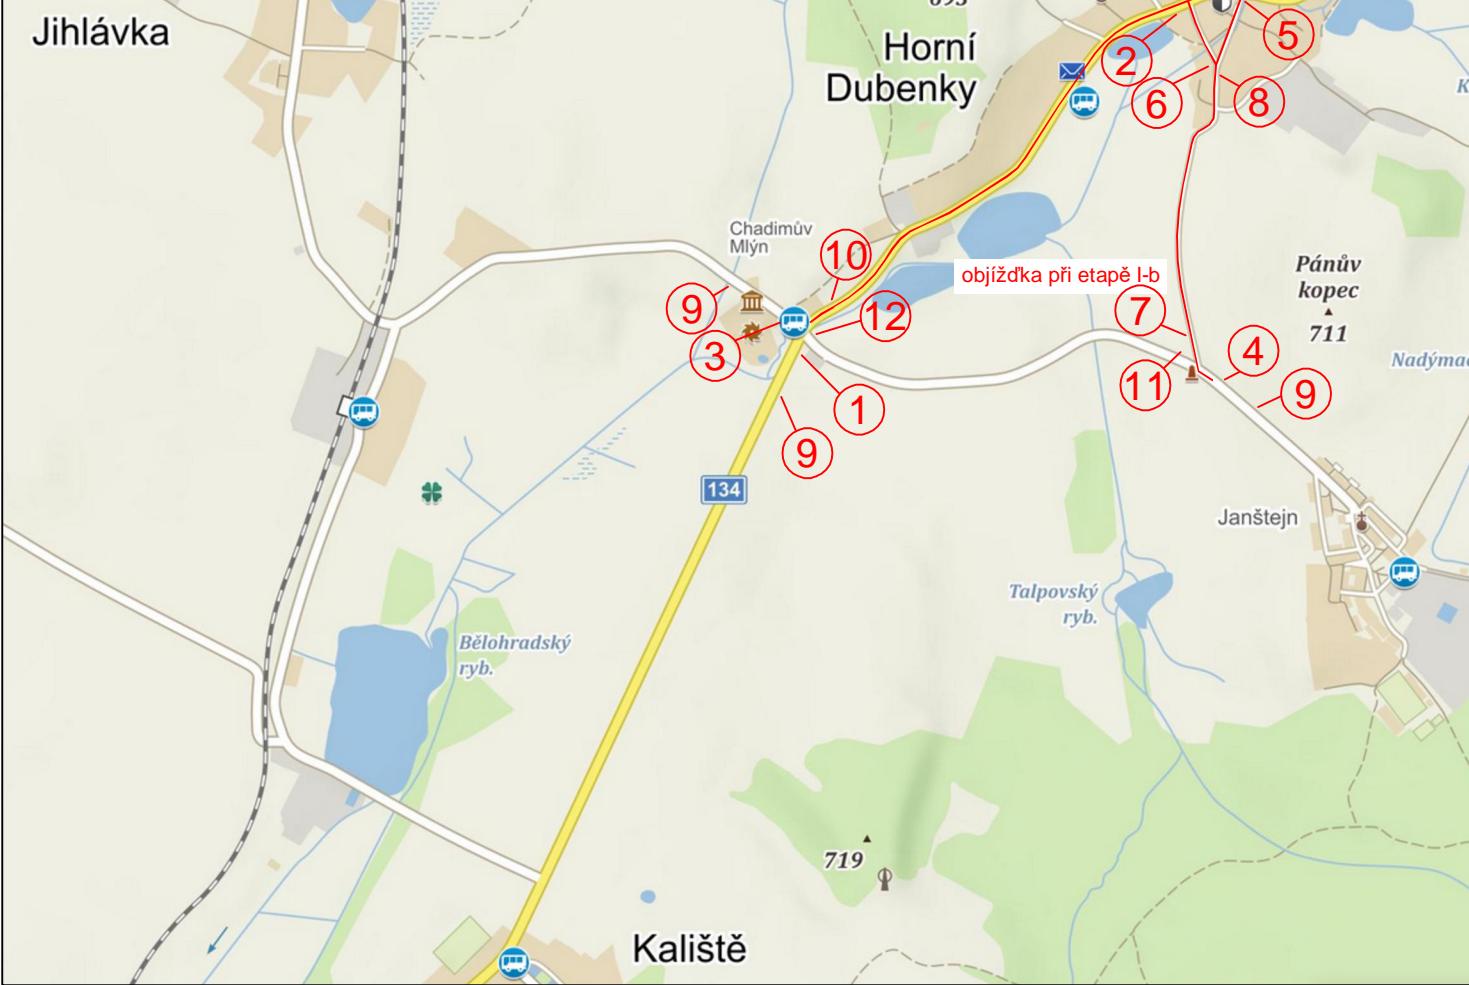 693
Jihlávka
Horní
Dubenky
5
2
6
8
K
Chadimův
Mlýn
10
objížďka při etapě I-b
Pánův
kopec
711
9
12
7
3
4
11
Nadýmač
1
9
9
134
Janštejn
Talpovský
ryb.
Bělohradský
ryb.
719
Kaliště